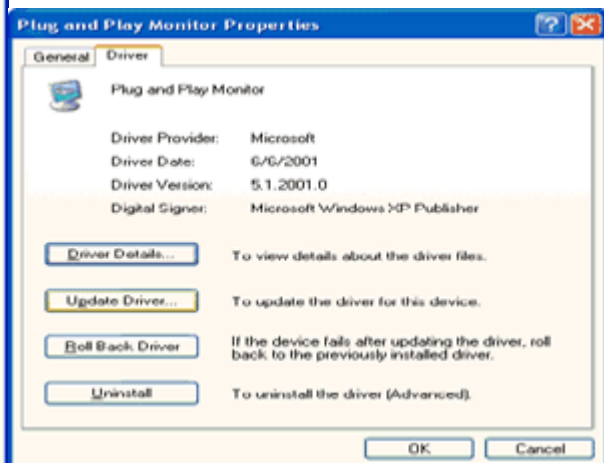 Plug and Play Monitor Properties
General Driver
Plug and Play Monitor
Driver Provider: Microsoft
Driver Date: 6/6/2001
Driver Version: 5.1.2001.0
Digital Signer: Microsoft Windows XP Publisher
Driver Details... To view details about the driver files.
Update Driver... To update the driver for this device.
Roll Back Driver If the device fails after updating the driver, roll
back to the previously installed driver.
Uninstall To uninstall the driver (Advanced).
OK Cancel